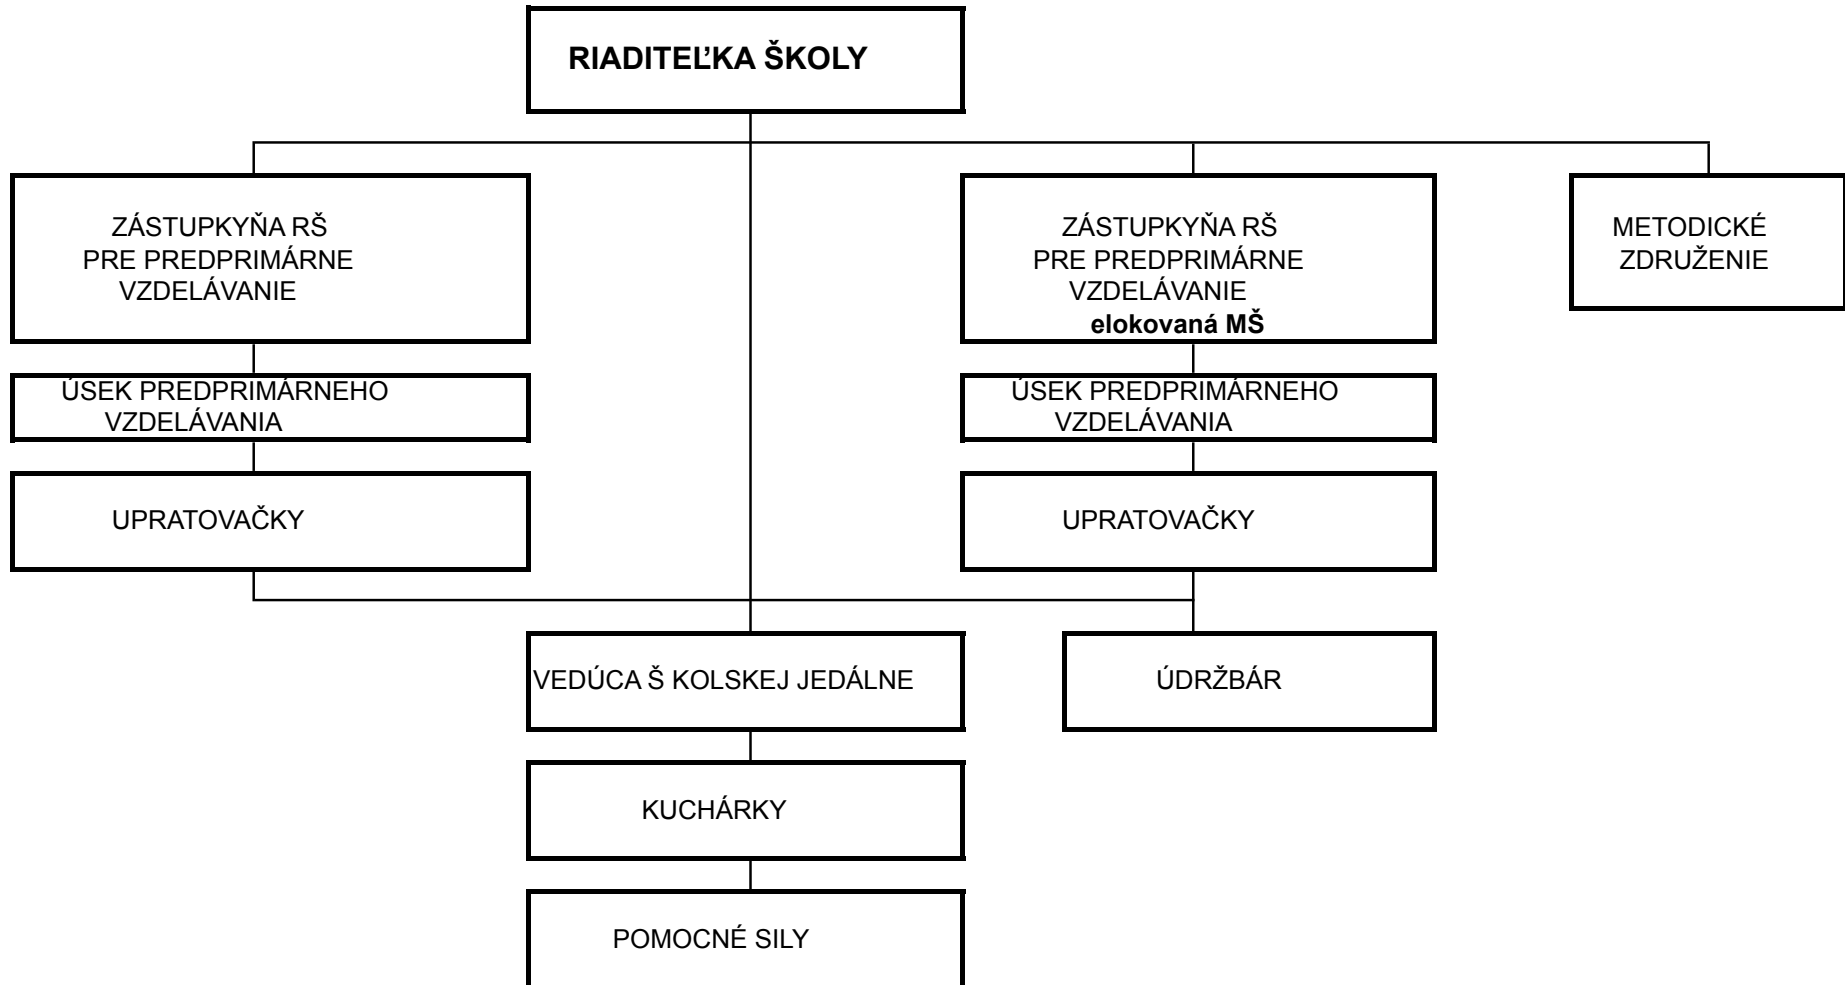 RIADITEĽKA ŠKOLY
ZÁSTUPKYŇA RŠ
PRE PREDPRIMÁRNE
VZDELÁVANIE
ZÁSTUPKYŇA RŠ
PRE PREDPRIMÁRNE
VZDELÁVANIE
elokovaná MŠ
METODICKÉ
ZDRUŽENIE
ÚSEK PREDPRIMÁRNEHO
VZDELÁVANIA
ÚSEK PREDPRIMÁRNEHO
VZDELÁVANIA
UPRATOVAČKY
UPRATOVAČKY
VEDÚCA Š KOLSKEJ JEDÁLNE
ÚDRŽBÁR
KUCHÁRKY
POMOCNÉ SILY